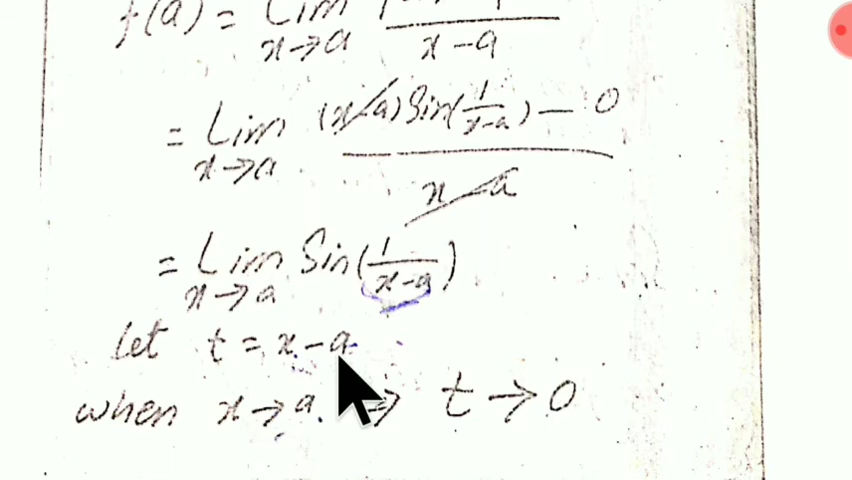 f(a) = Lim
x→a
x-a
= Lim (x-a)Sin(1/x-a) - 0
x→a
x-a
= Lim Sin(1/x-a)
x→a
Let t = x-a
when x→a. ⇒ t→0